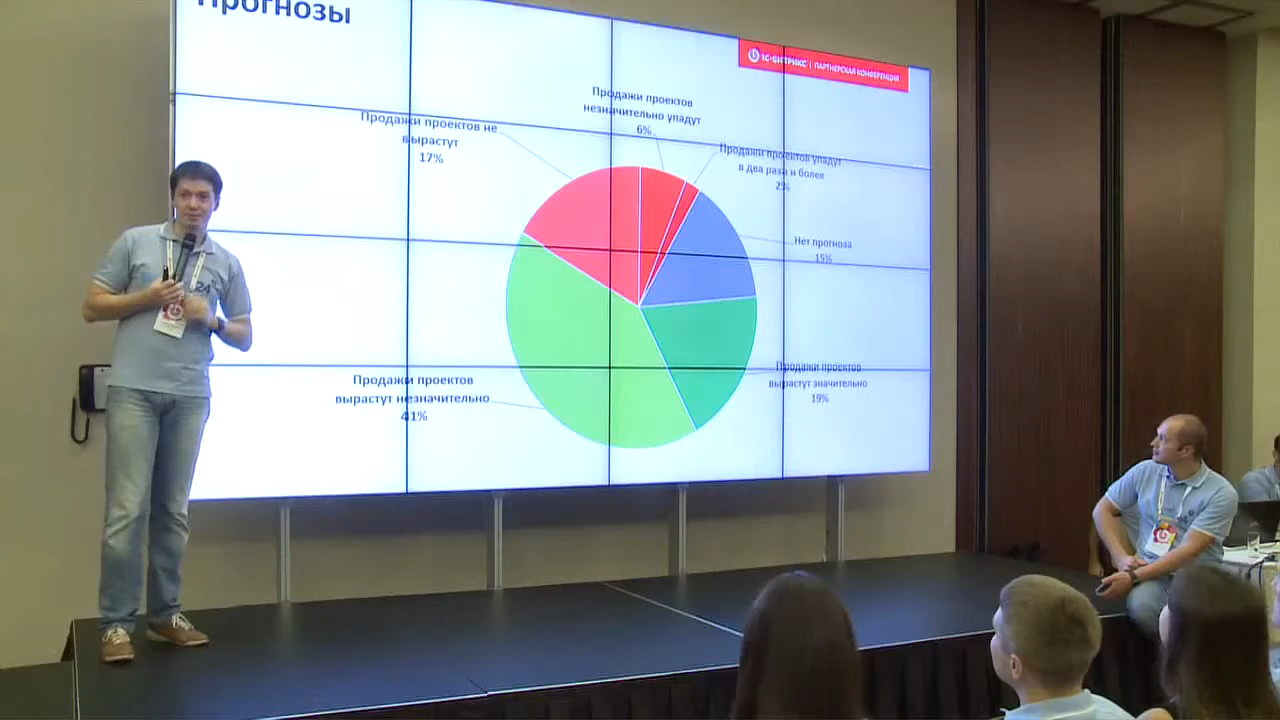 Прогнозы
1С-БИТРИКС | ПАРТНЕРСКАЯ КОНФЕРЕНЦИЯ
Продажи проектов
незначительно упадут
6%
Продажи проектов не
вырастут
17%
Продажи проектов упадут
в два раза и более
2%
Нет прогноза
15%
Продажи проектов
вырастут значительно
19%
Продажи проектов
вырастут незначительно
41%
24